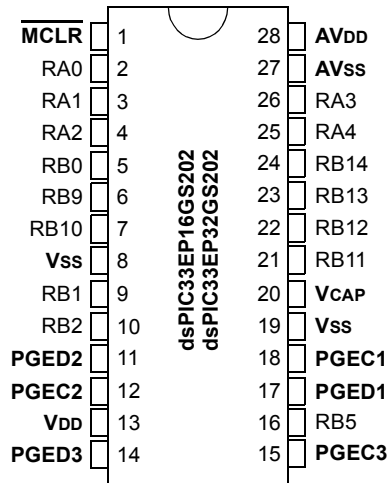 MCLR 1 28 AVDD
RA0 2 27 AVSS
RA1 3 26 RA3
RA2 4 25 RA4
RB0 5 24 RB14
RB9 6 23 RB13
RB10 7 22 RB12
VSS 8 21 RB11
RB1 9 20 VCAP
RB2 10 19 VSS
PGED2 11 18 PGEC1
PGEC2 12 17 PGED1
VDD 13 16 RB5
PGED3 14 15 PGEC3
dsPIC33EP16GS202
dsPIC33EP32GS202